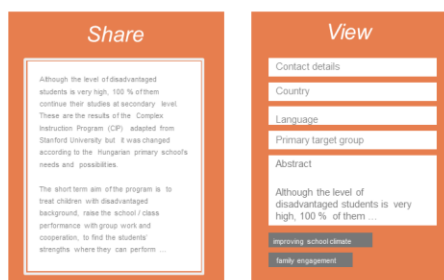 Share
Although the level of disadvantaged
students is very high, 100 % of them
continue their studies at secondary level.
These are the results of the Complex
Instruction Program (CIP) adapted from
Stanford University but it was changed
according to the Hungarian primary school's
needs and possibilities.
The short term aim of the program is to
treat children with disadvantaged
background, raise the school / class
performance with group work and
cooperation, to find the students'
strengths where they can perform ...
View
Contact details
Country
Language
Primary target group
Abstract
Although the level of
disadvantaged students is very
high, 100 % of them ...
improving school climate
family engagement